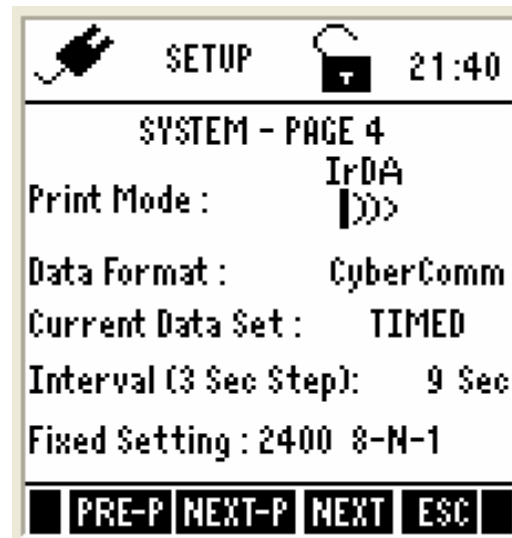 SETUP 21:40
SYSTEM - PAGE 4
IrDA
Print Mode :
Data Format : CyberComm
Current Data Set : TIMED
Interval (3 Sec Step): 9 Sec
Fixed Setting : 2400 8-N-1
PRE-P NEXT-P NEXT ESC